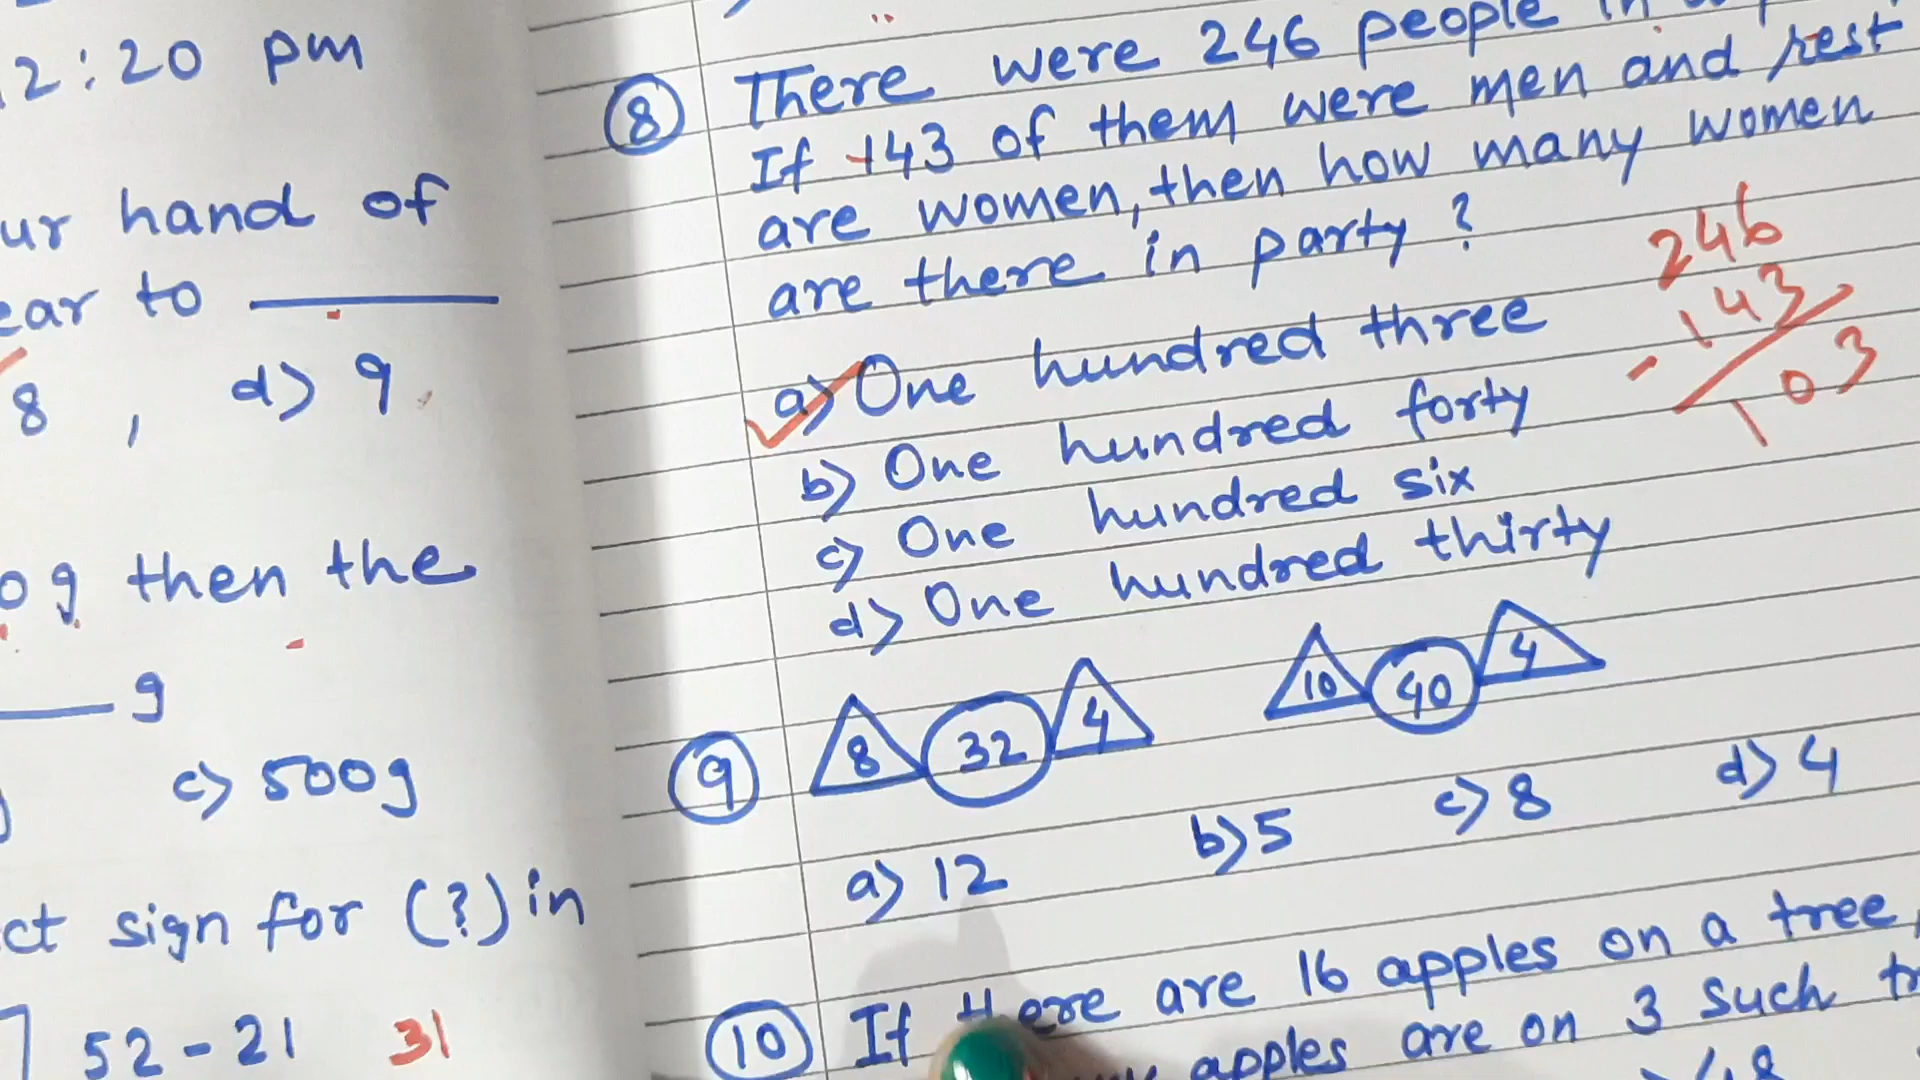 2:20 pm
hand of
to
8, d) 9
then the
g
c) 500g
sign for (?) in
52-21 31
8 There were 246 people in
If 143 of them were men and rest
are women, then how many women
are there in party?
246
-143
103
a) One hundred three
b) One hundred forty
c) One hundred six
d) One hundred thirty
9 8 32 4 10 40 4
a) 12 b) 5 c) 8 d) 4
10 If there are 16 apples on a tree,
apples are on 3 such